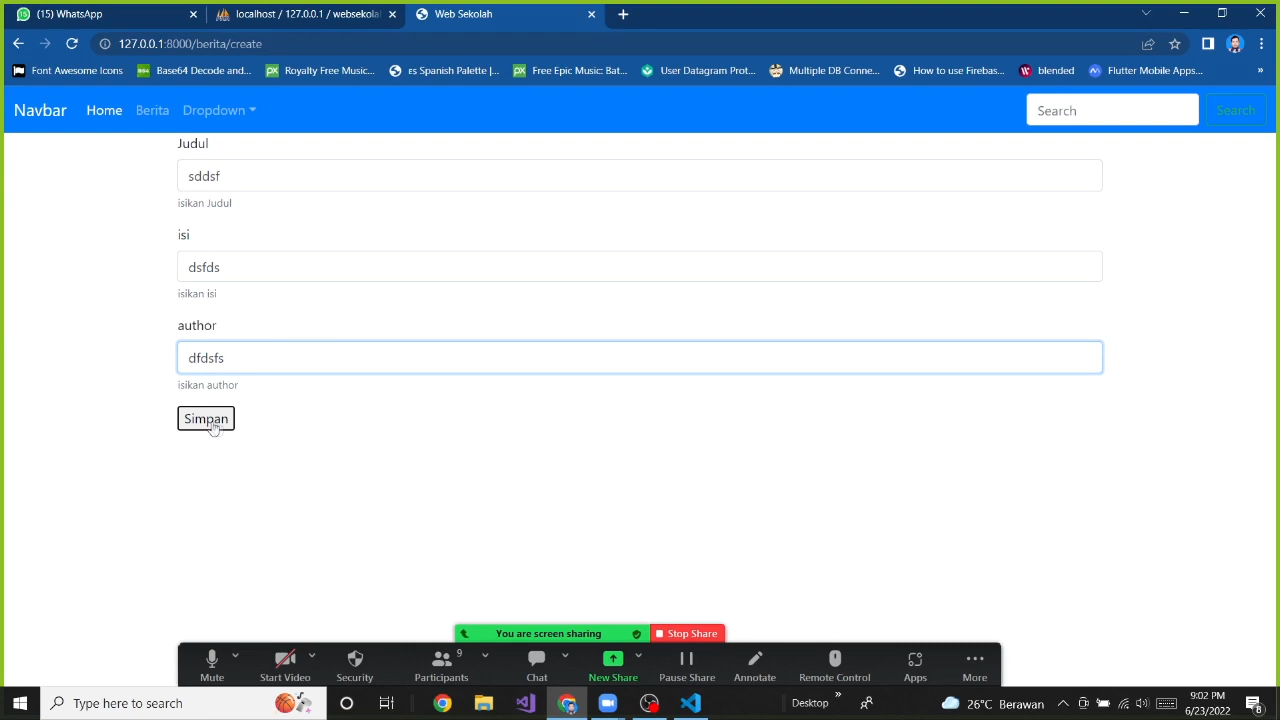 (15) WhatsApp
localhost / 127.0.0.1 / websekola
Web Sekolah
127.0.0.1:8000/berita/create
Font Awesome Icons
Base64 Decode and...
Royalty Free Music...
ES Spanish Palette |...
Free Epic Music: Bat...
User Datagram Prot...
Multiple DB Conne...
How to use Firebas...
blended
Flutter Mobile Apps...
»
Navbar
Home
Berita
Dropdown
Search
Search
Judul
sddsf
isikan Judul
isi
dsfds
isikan isi
author
dfdsfs
isikan author
Simpan
You are screen sharing
Stop Share
Mute
Start Video
Security
9
Participants
Chat
New Share
Pause Share
Annotate
Remote Control
Apps
More
Type here to search
Desktop
»
26°C Berawan
9:02 PM
6/23/2022